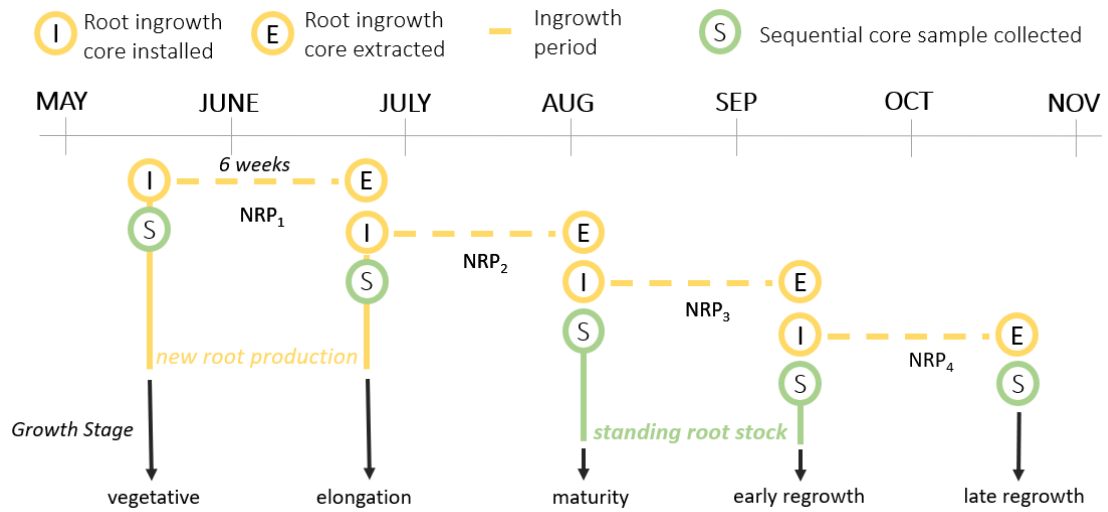 I
Root ingrowth
core installed
E
Root ingrowth
core extracted
Ingrowth
period
S
Sequential core sample collected
MAY
JUNE
JULY
AUG
SEP
OCT
NOV
I
6 weeks
E
NRP1
S
I
E
NRP2
S
I
E
NRP3
S
I
E
NRP4
new root production
S
S
Growth Stage
standing root stock
vegetative
elongation
maturity
early regrowth
late regrowth